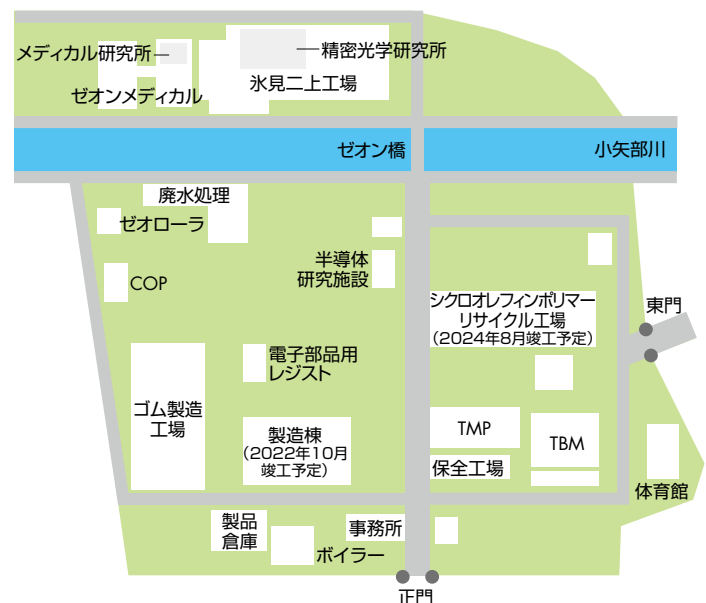 メディカル研究所
精密光学研究所
氷見二上工場
ゼオンメディカル
ゼオン橋
小矢部川
廃水処理
ゼオローラ
半導体
研究施設
COP
シクロオレフィンポリマー
リサイクル工場
(2024年8月竣工予定)
東門
電子部品用
レジスト
ゴム製造
工場
製造棟
(2022年10月
竣工予定)
TMP
TBM
保全工場
体育館
製品
倉庫
事務所
ボイラー
正門